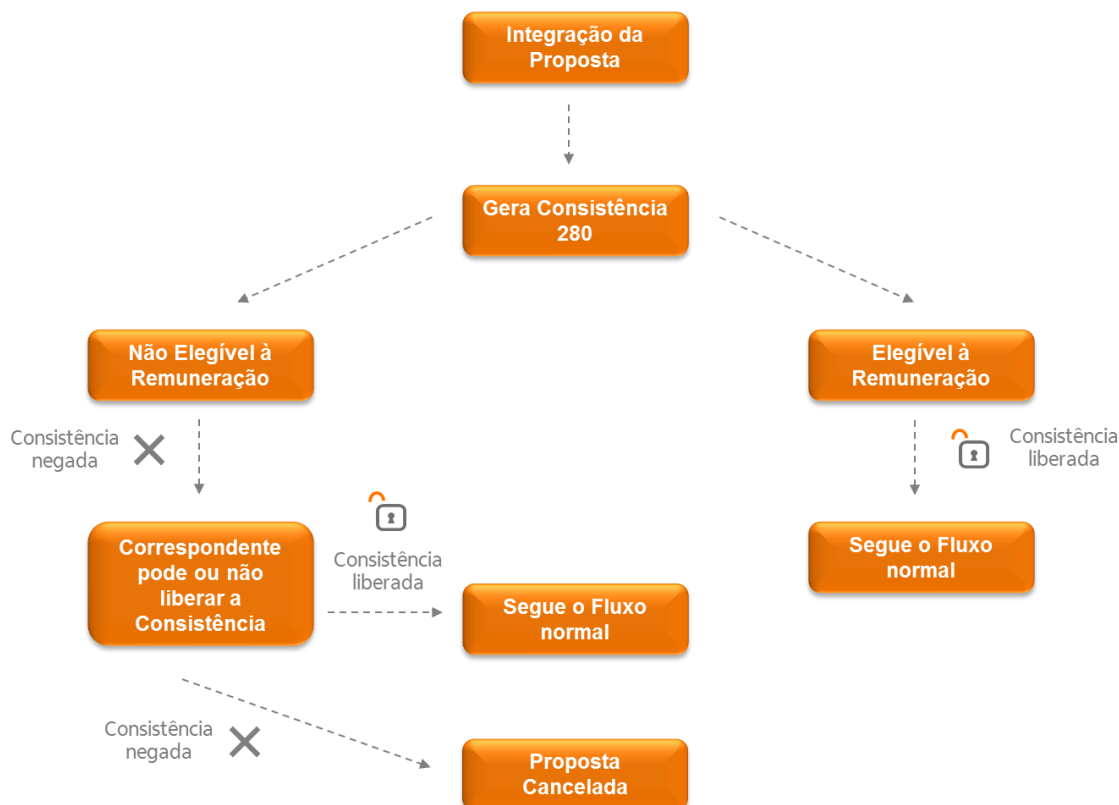 Integração da
Proposta
Gera Consistência
280
Não Elegível à
Remuneração
Elegível à
Remuneração
Consistência
negada
Consistência
liberada
Correspondente
pode ou não
liberar a
Consistência
Consistência
liberada
Segue o Fluxo
normal
Segue o Fluxo
normal
Consistência
negada
Proposta
Cancelada